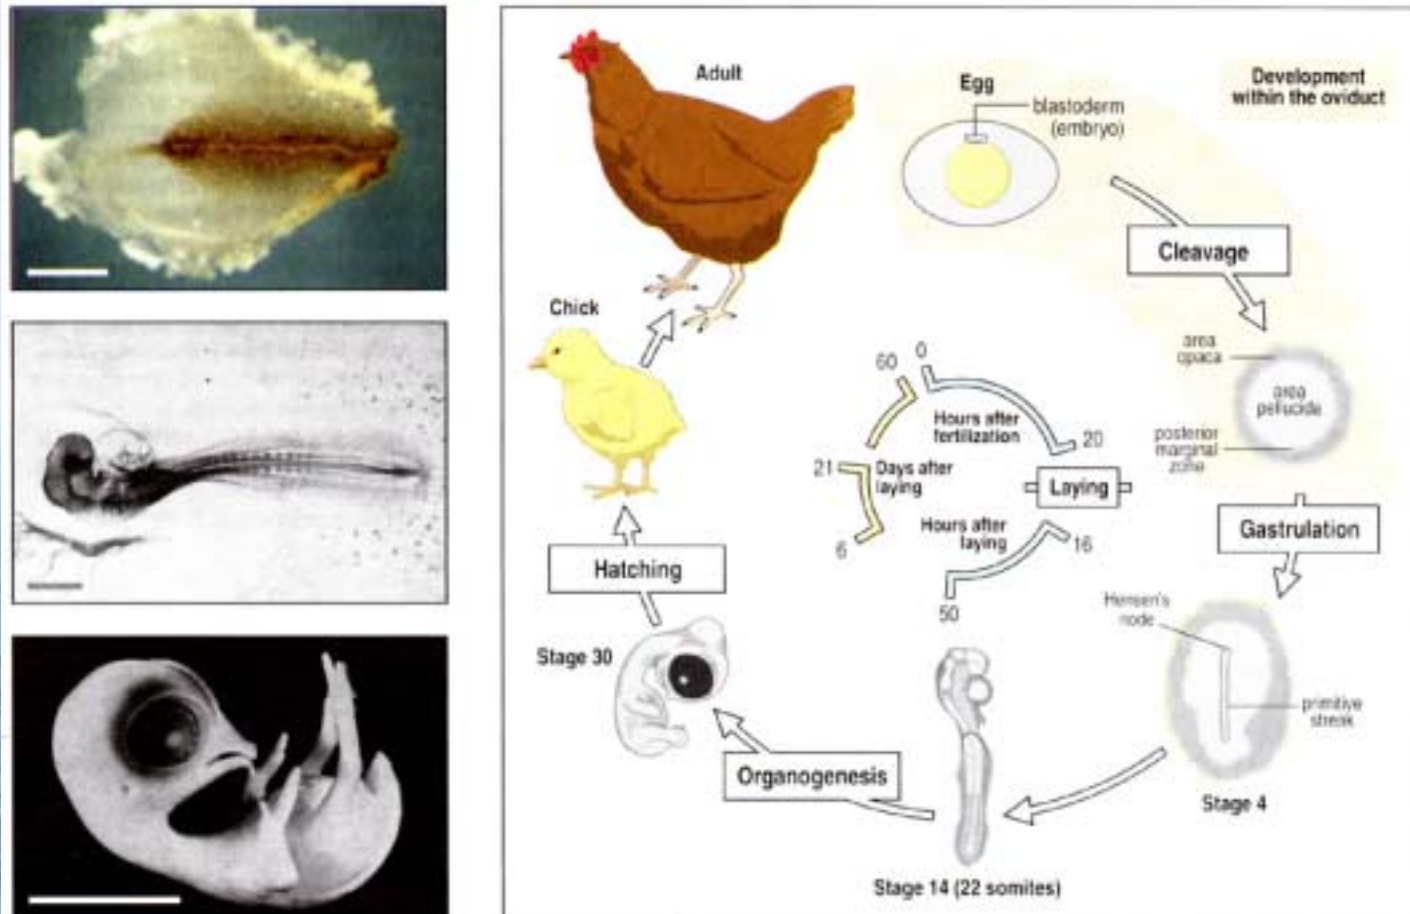 Adult
Egg
blastoderm
(embryo)
Development
within the oviduct
Cleavage
Chick
area
opaca
area
pellucida
posterior
marginal
zone
60
0
Hours after
fertilization
20
21
Days after
laying
Laying
6
Hours after
laying
16
50
Gastrulation
Hatching
Hensen's
node
primitive
streak
Stage 30
Organogenesis
Stage 4
Stage 14 (22 somites)